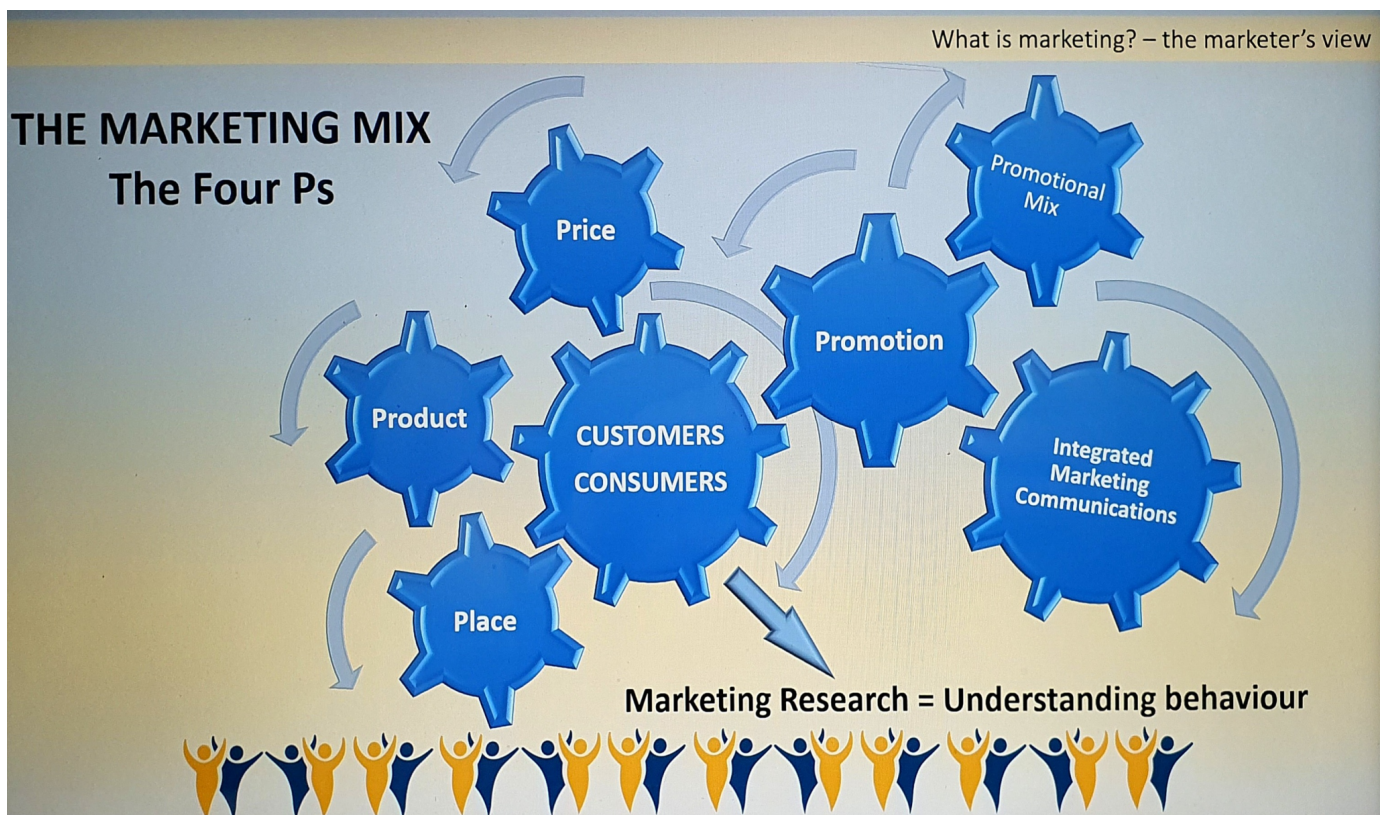 What is marketing? – the marketer's view
THE MARKETING MIX
The Four Ps
Price
Promotional
Mix
Promotion
Product
CUSTOMERS
CONSUMERS
Integrated
Marketing
Communications
Place
Marketing Research = Understanding behaviour